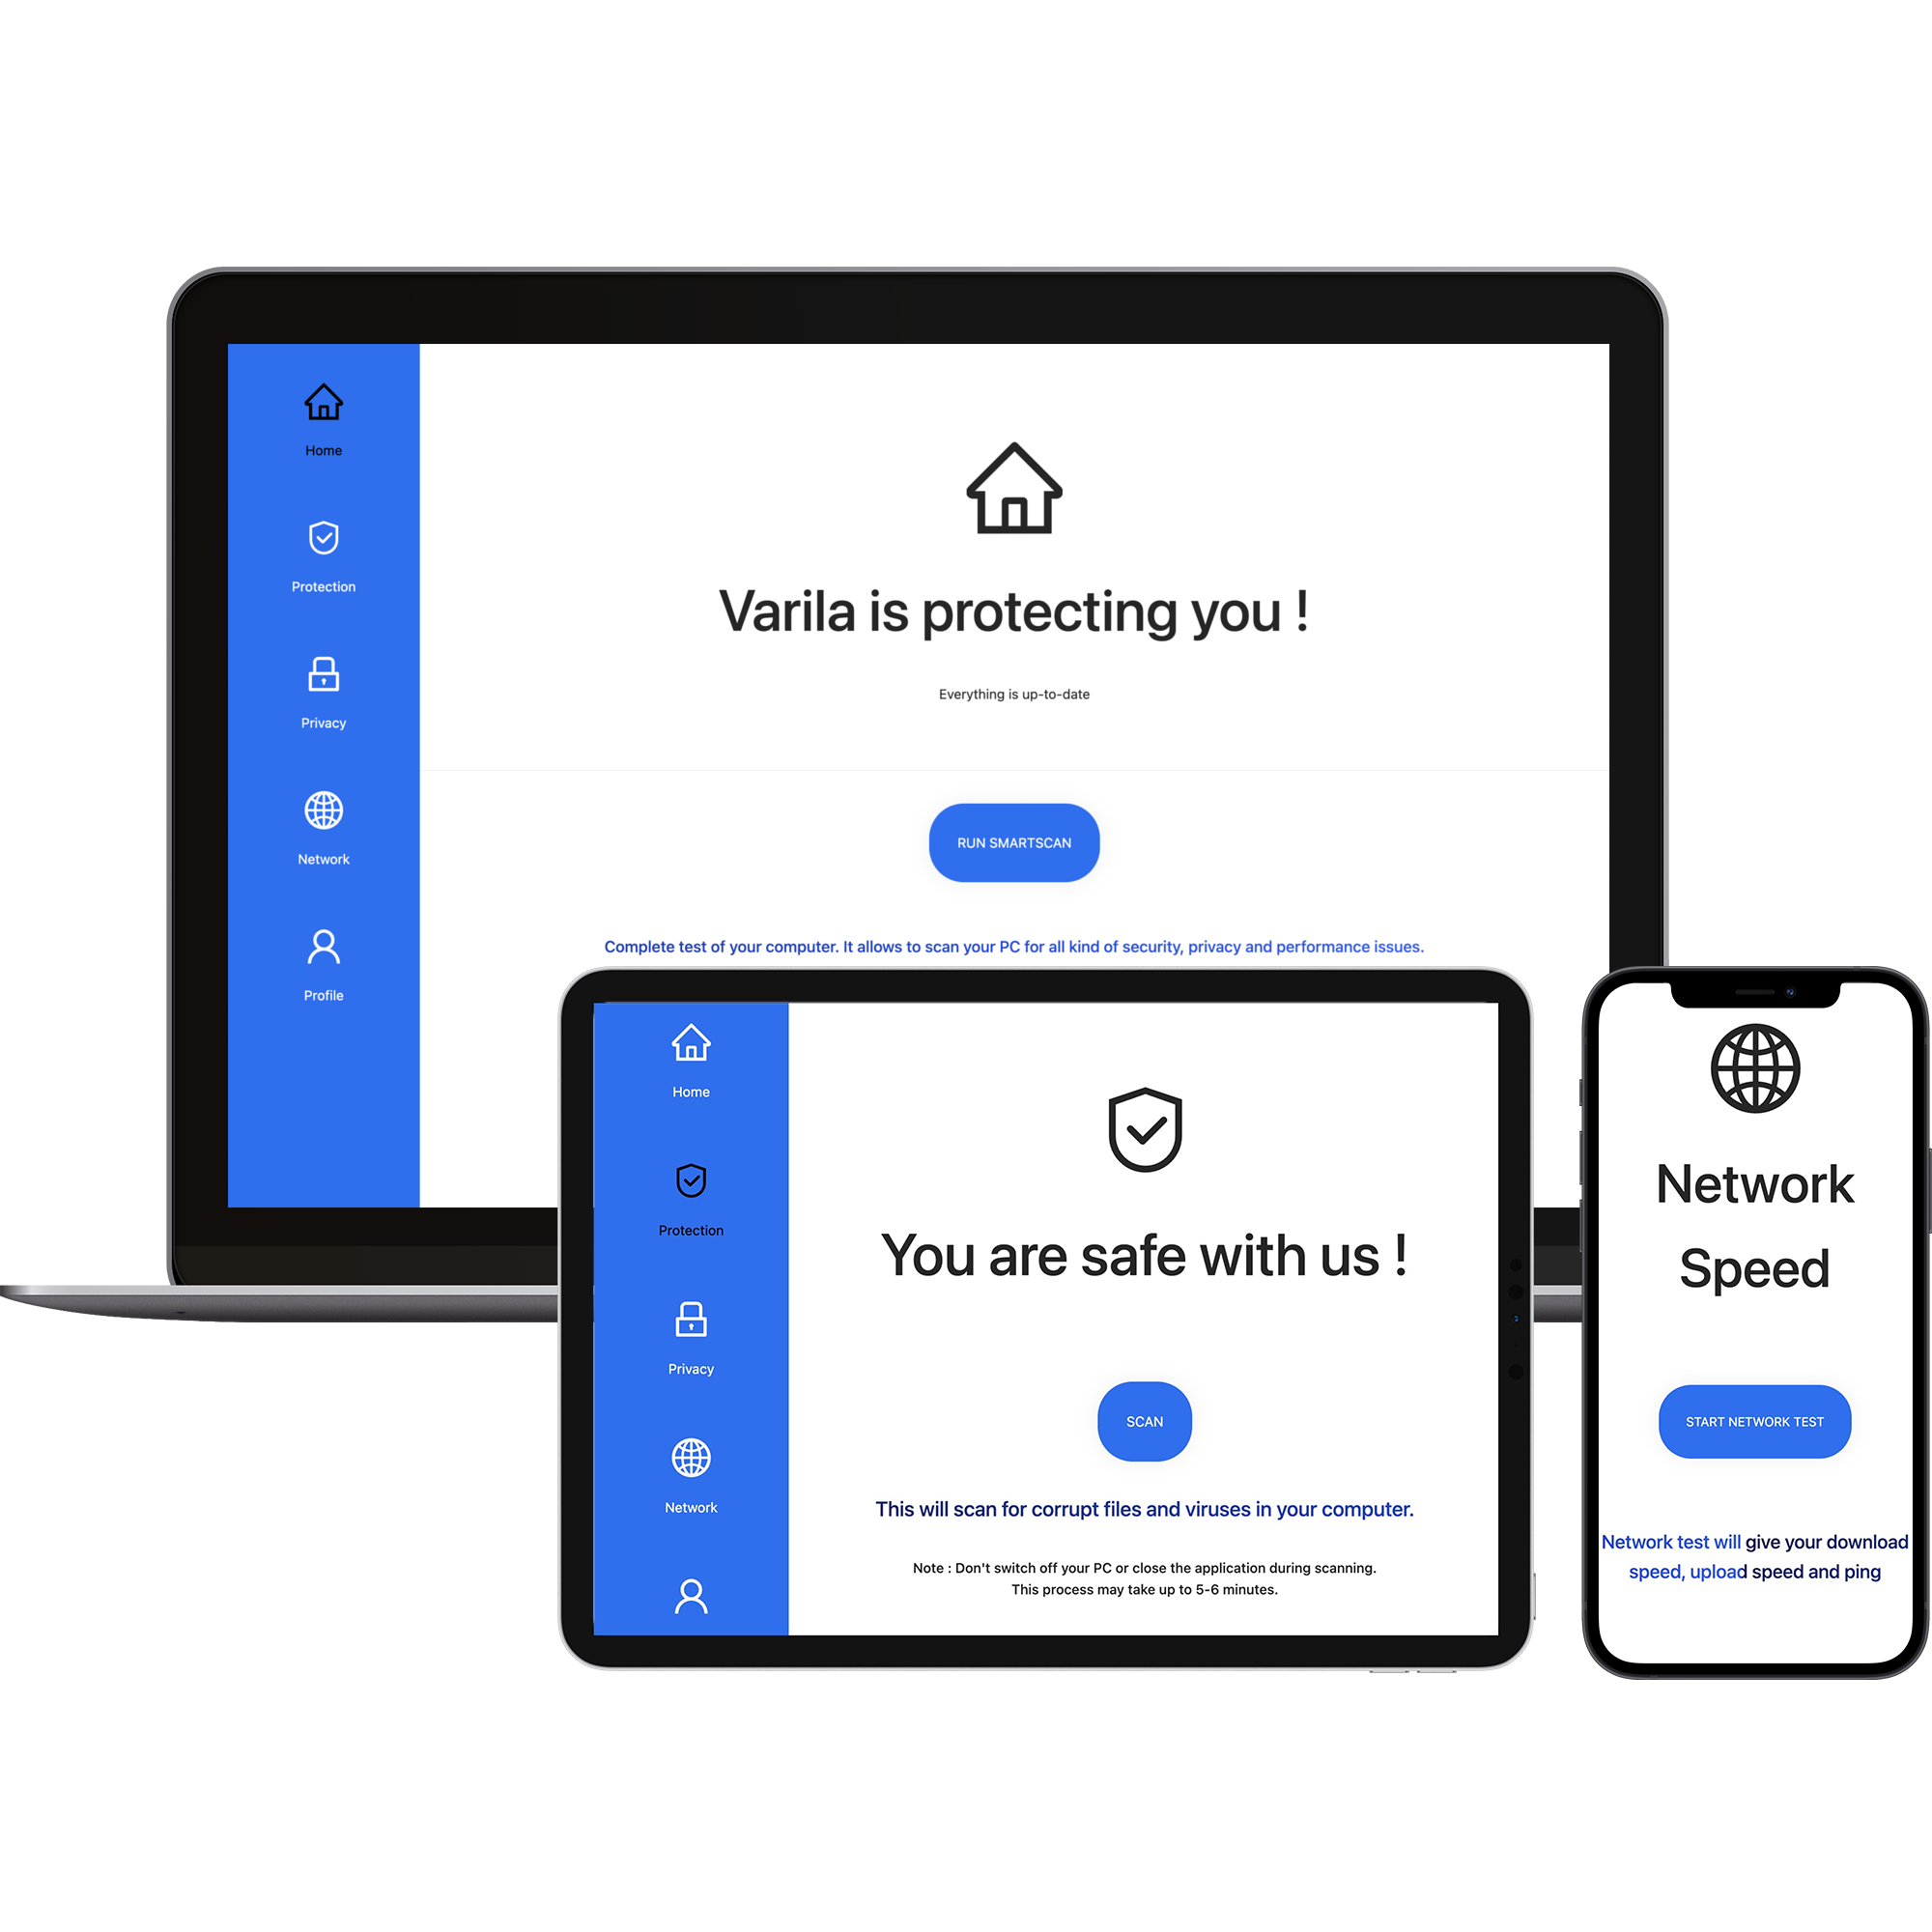 Home
Protection
Privacy
Network
Profile
Varila is protecting you !
Everything is up-to-date
RUN SMARTSCAN
Complete test of your computer. It allows to scan your PC for all kind of security, privacy and performance issues.
Home
Protection
Privacy
Network
You are safe with us !
SCAN
This will scan for corrupt files and viruses in your computer.
Note : Don't switch off your PC or close the application during scanning.
This process may take up to 5-6 minutes.
Network
Speed
START NETWORK TEST
Network test will give your download
speed, upload speed and ping